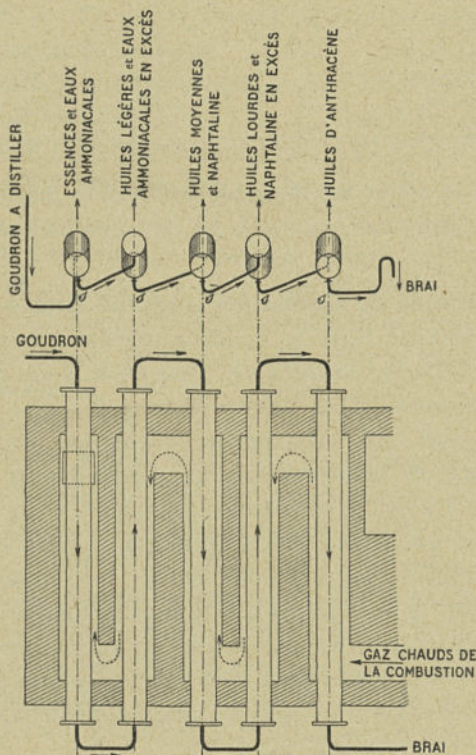 GOUDRON A DISTILLER
ESSENCES et EAUX
AMMONIACALES
HUILES LÉGÈRES et EAUX
AMMONIACALES EN EXCÈS
HUILES MOYENNES
et NAPHTALINE
HUILES LOURDES et
NAPHTALINE EN EXCÈS
HUILES D'ANTHRACÈNE
BRAI
GOUDRON
GAZ CHAUDS DE
LA COMBUSTION
BRAI